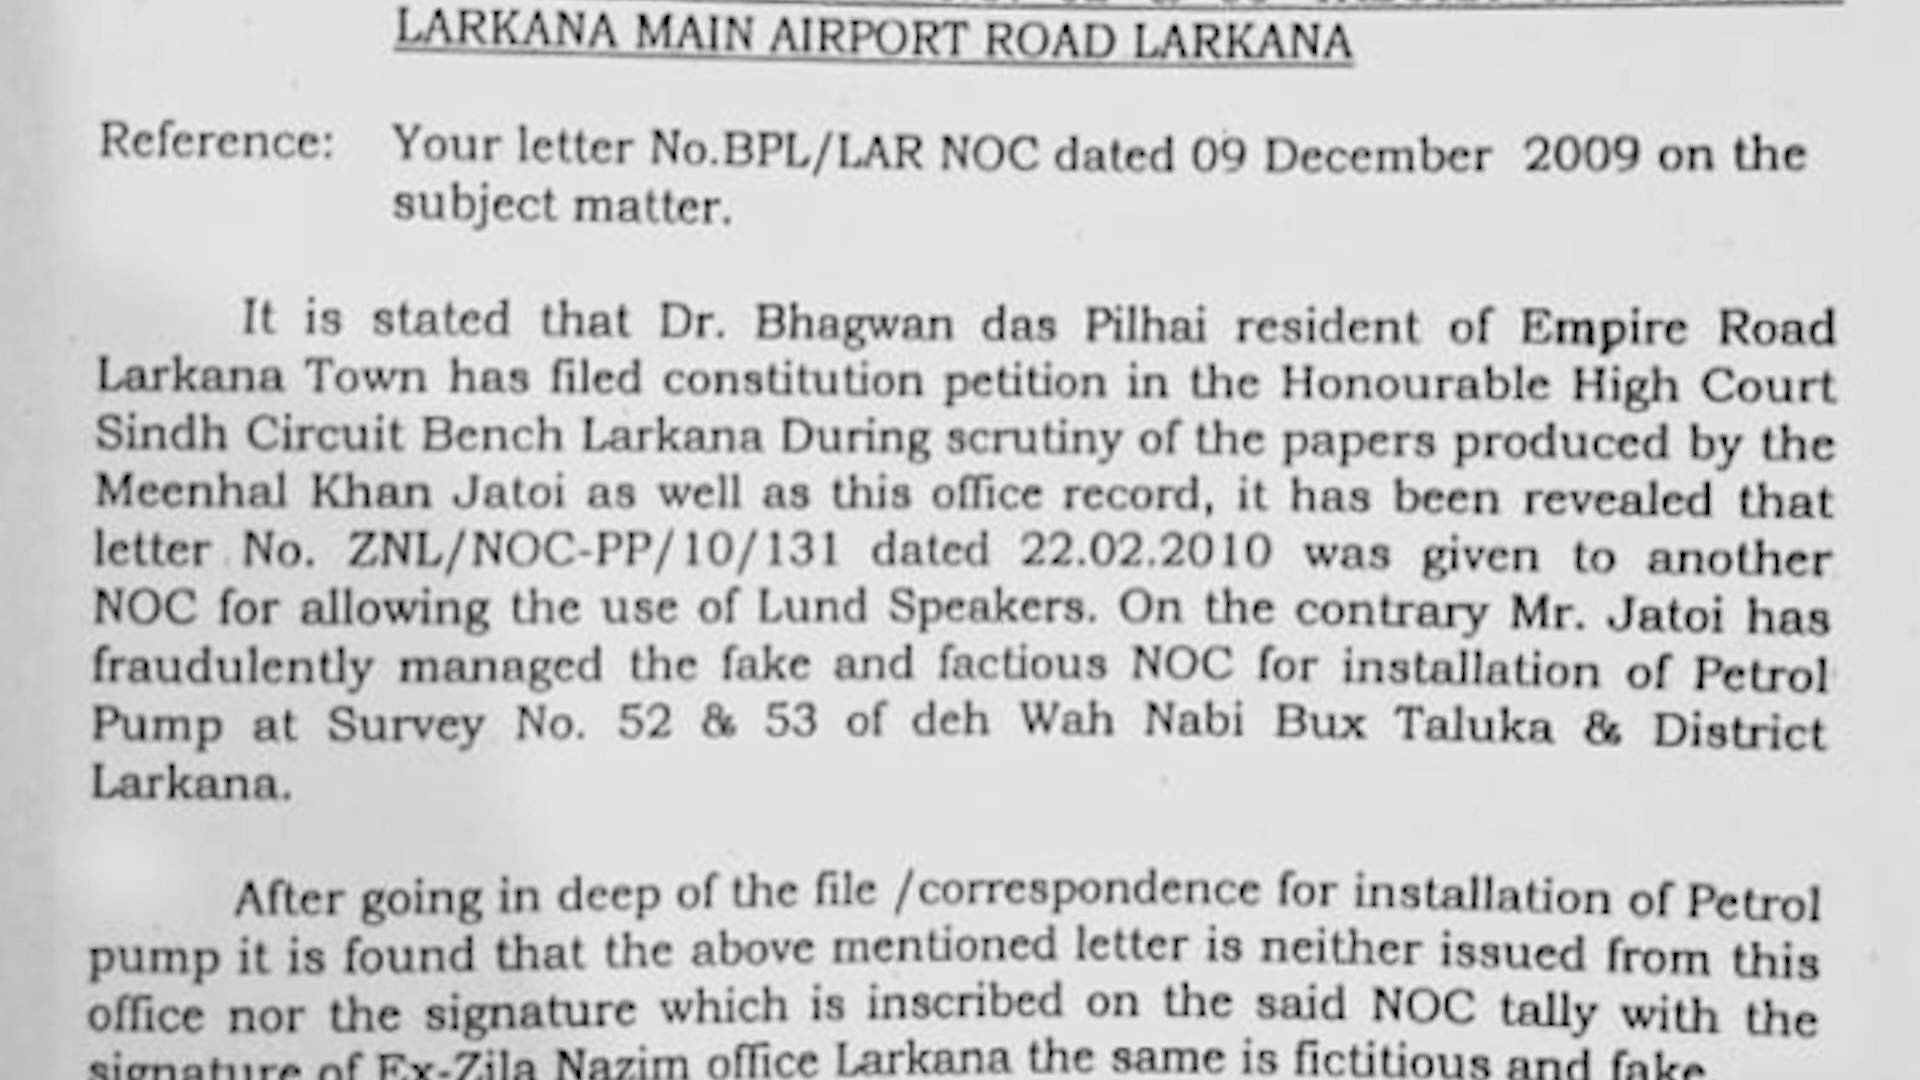 LARKANA MAIN AIRPORT ROAD LARKANA
Reference: Your letter No.BPL/LAR NOC dated 09 December 2009 on the
subject matter.
It is stated that Dr. Bhagwan das Pilhai resident of Empire Road
Larkana Town has filed constitution petition in the Honourable High Court
Sindh Circuit Bench Larkana During scrutiny of the papers produced by the
Meenhal Khan Jatoi as well as this office record, it has been revealed that
letter No. ZNL/NOC-PP/10/131 dated 22.02.2010 was given to another
NOC for allowing the use of Lund Speakers. On the contrary Mr. Jatoi has
fraudulently managed the fake and factious NOC for installation of Petrol
Pump at Survey No. 52 & 53 of deh Wah Nabi Bux Taluka & District
Larkana.
After going in deep of the file /correspondence for installation of Petrol
pump it is found that the above mentioned letter is neither issued from this
office nor the signature which is inscribed on the said NOC tally with the
signature of Ex-Zila Nazim office Larkana the same is fictitious and fake